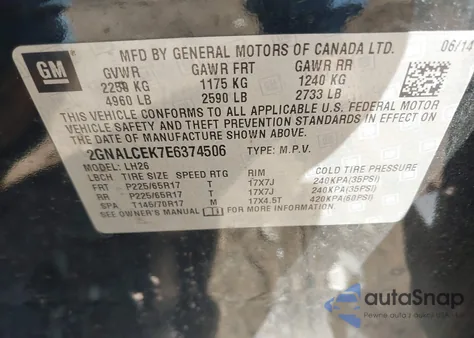 GM
MFD BY GENERAL MOTORS OF CANADA LTD.
06/14
GVWR GAWR FRT GAWR RR
2250 KG 1175 KG 1240 KG
4960 LB 2590 LB 2733 LB
THIS VEHICLE CONFORMS TO ALL APPLICABLE U.S. FEDERAL MOTOR
VEHICLE SAFETY AND THEFT PREVENTION STANDARDS IN EFFECT ON
THE DATE OF MANUFACTURE SHOWN ABOVE.
2GNALCEK7E6374506 TYPE: M.P.V.
MODEL: LH26
LBCH TIRE SIZE SPEED RTG RIM COLD TIRE PRESSURE
FRT P225/65R17 T 17X7J 240KPA(35PSI)
RR P225/65R17 T 17X7J 240KPA(35PSI)
SPA T145/70R17 M 17X4.5T 420KPA(60PSI)
SEE OWNER'S MANUAL FOR ADDITIONAL INFORMATION.
autoSnap